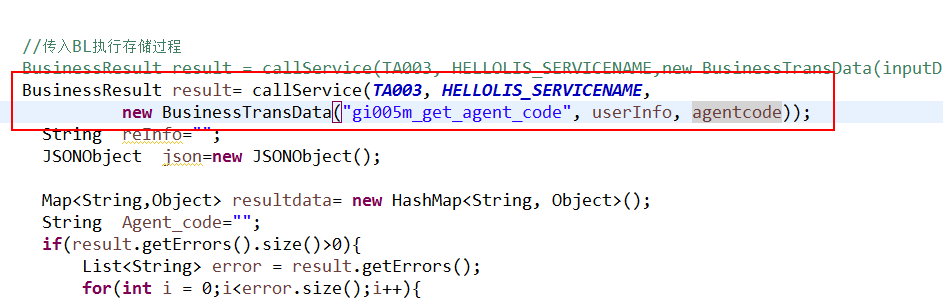 //传入BL执行存储过程
BusinessResult result = callService(TA003, HELLOLIS_SERVICENAME,new BusinessTransData(inputD
BusinessResult result= callService(TA003, HELLOLIS_SERVICENAME,
new BusinessTransData("gi005m_get_agent_code", userInfo, agentcode));
String reInfo="";
JSONObject json=new JSONObject();
Map<String,Object> resultdata= new HashMap<String, Object>();
String Agent_code="";
if(result.getErrors().size()>0){
List<String> error = result.getErrors();
for(int i = 0;i<error.size();i++){